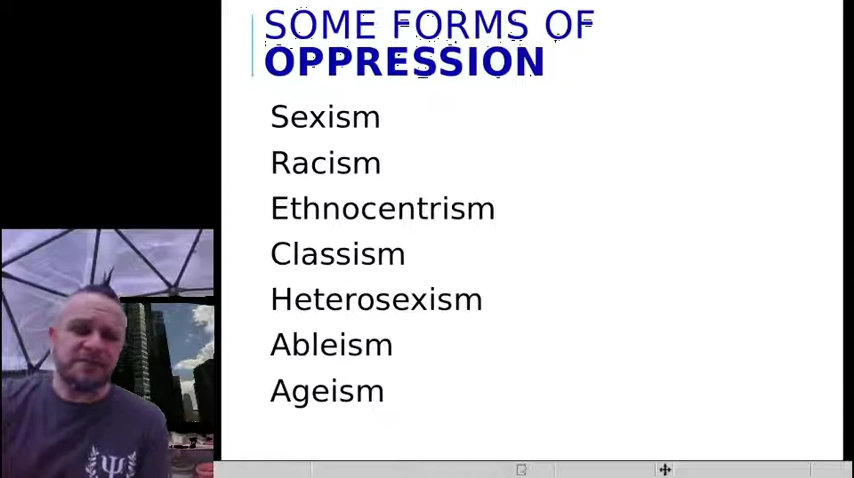 SOME FORMS OF
OPPRESSION
Sexism
Racism
Ethnocentrism
Classism
Heterosexism
Ableism
Ageism
Ψ